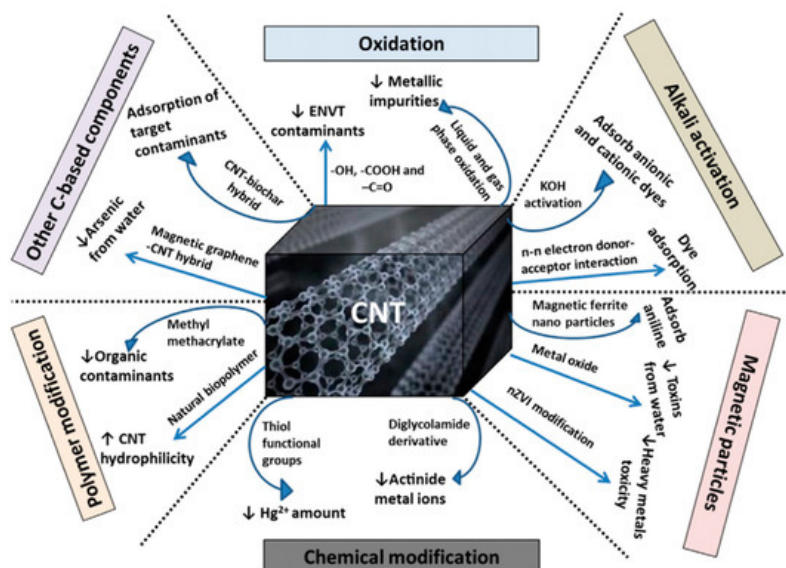 Oxidation
↓ Metallic
impurities
↓ ENVT
contaminants
-OH, -COOH and
–C=O
Liquid and gas
phase oxidation
Alkali activation
Adsorb anionic
and cationic dyes
KOH
activation
n-n electron donor-
acceptor interaction
Dye
adsorption
Other C-based components
Adsorption of
target
contaminants
CNT-biochar
hybrid
↓Arsenic
from water
Magnetic graphene
-CNT hybrid
CNT
Polymer modification
Methyl
methacrylate
↓Organic
contaminants
Natural biopolymer
↑ CNT
hydrophilicity
Thiol
functional
groups
↓ Hg²⁺ amount
Diglycolamide
derivative
↓Actinide
metal ions
Chemical modification
Magnetic ferrite
nano particles
Adsorb
aniline
Metal oxide
↓ Toxins
from water
nZVI modification
↓Heavy metals
toxicity
Magnetic particles